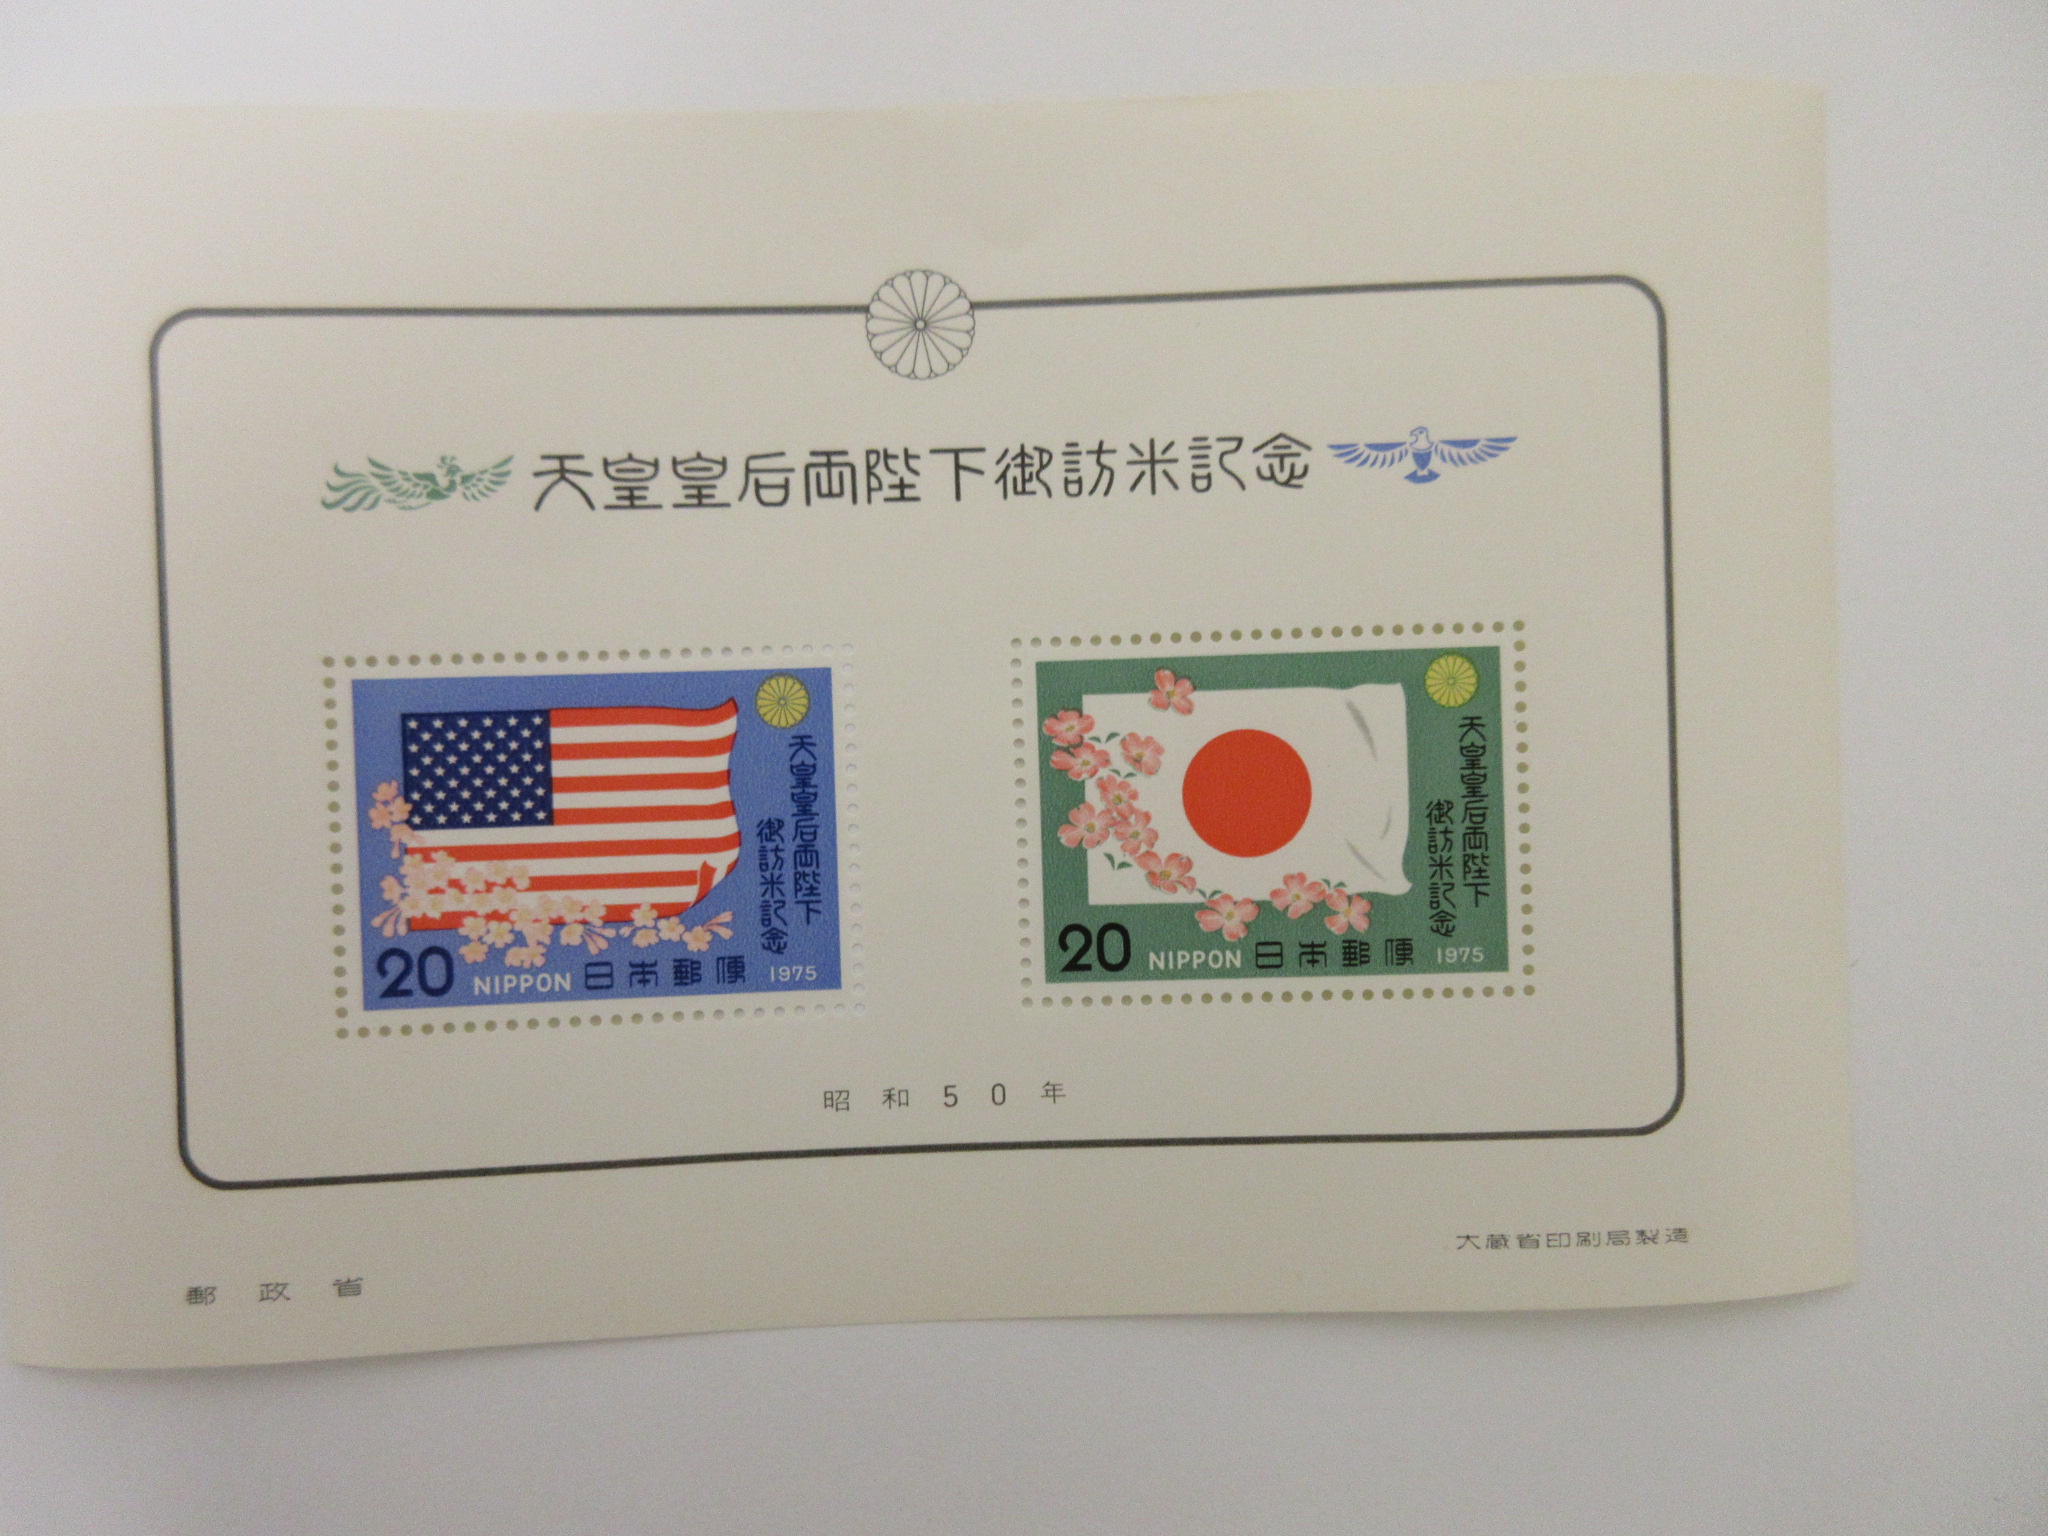 天皇皇后両陛下御訪米記念
天皇皇后両陛下
御訪米記念
20 NIPPON 日本郵便 1975
天皇皇后両陛下
御訪米記念
20 NIPPON 日本郵便 1975
昭和50年
郵政省
大蔵省印刷局製造